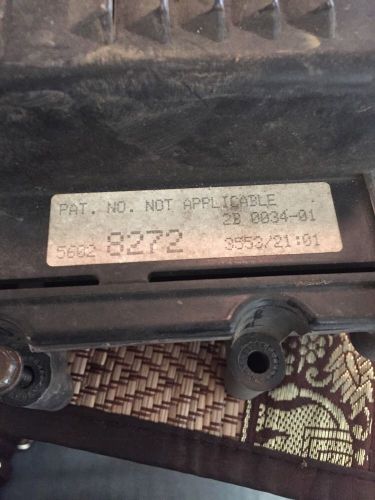 PAT. NO. NOT APPLICABLE
2B 0034-01
5602 8272 3553/21:01